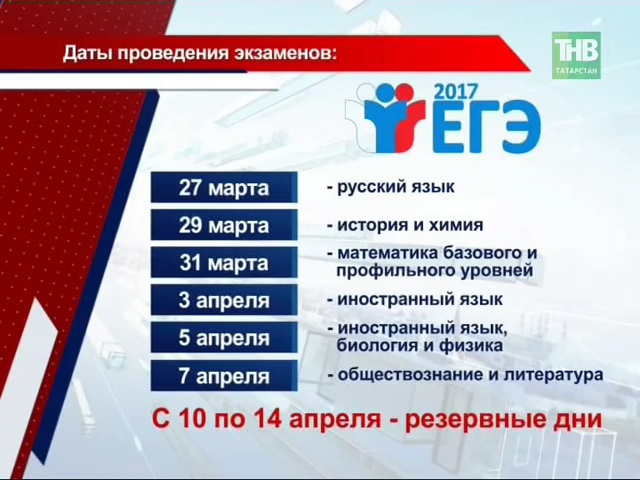 Даты проведения экзаменов:
ТНВ
ТАТАРСТАН
2017
ЕГЭ
27 марта - русский язык
29 марта - история и химия
31 марта - математика базового и
профильного уровней
3 апреля - иностранный язык
5 апреля - иностранный язык,
биология и физика
7 апреля - обществознание и литература
С 10 по 14 апреля - резервные дни